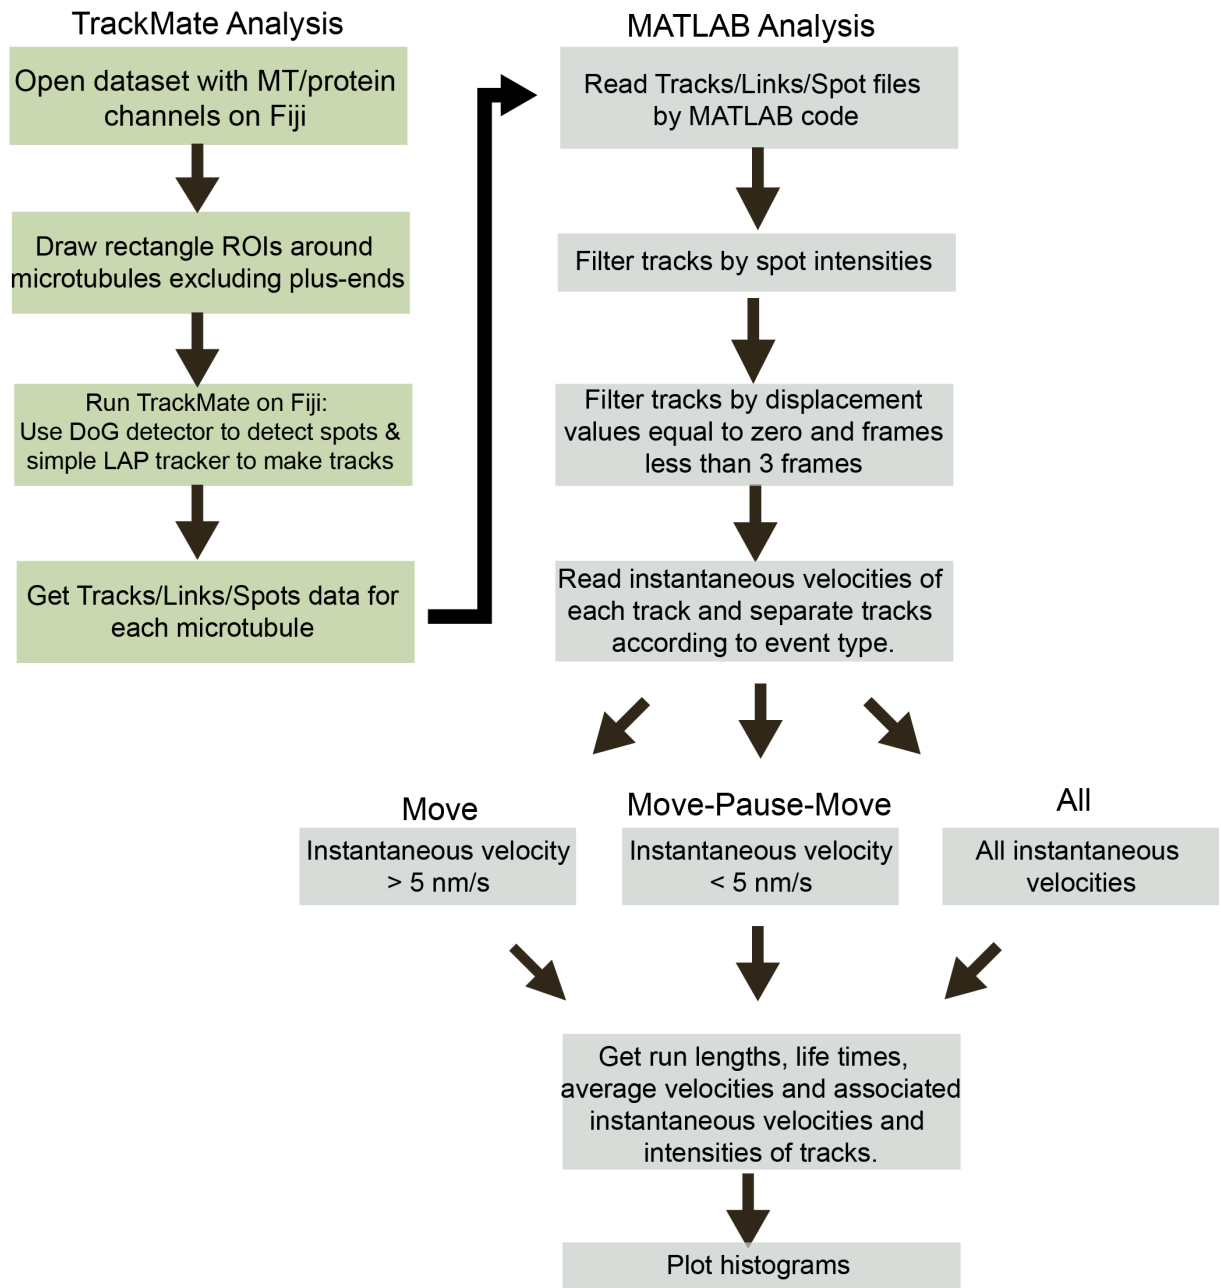 TrackMate Analysis
Open dataset with MT/protein
channels on Fiji
Draw rectangle ROIs around
microtubules excluding plus-ends
Run TrackMate on Fiji:
Use DoG detector to detect spots &
simple LAP tracker to make tracks
Get Tracks/Links/Spots data for
each microtubule
MATLAB Analysis
Read Tracks/Links/Spot files
by MATLAB code
Filter tracks by spot intensities
Filter tracks by displacement
values equal to zero and frames
less than 3 frames
Read instantaneous velocities of
each track and separate tracks
according to event type.
Move
Instantaneous velocity
> 5 nm/s
Move-Pause-Move
Instantaneous velocity
< 5 nm/s
All
All instantaneous
velocities
Get run lengths, life times,
average velocities and associated
instantaneous velocities and
intensities of tracks.
Plot histograms